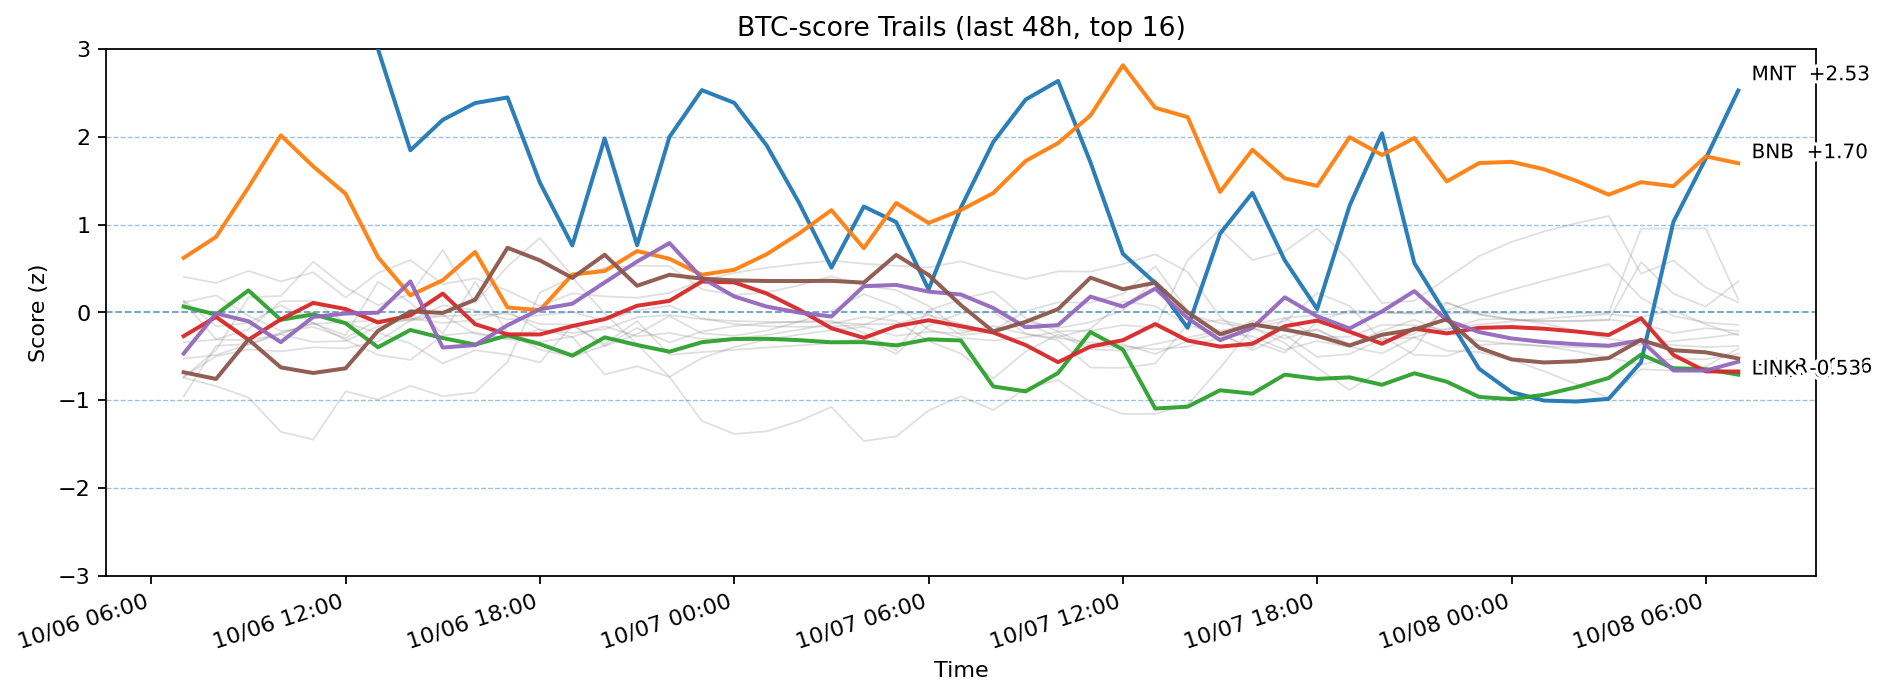 BTC-score Trails (last 48h, top 16)
3
2
1
0
−1
−2
−3
Score (z)
MNT +2.53
BNB +1.70
LINK
10/06 06:00
10/06 12:00
10/06 18:00
10/07 00:00
10/07 06:00
10/07 12:00
10/07 18:00
10/08 00:00
10/08 06:00
Time